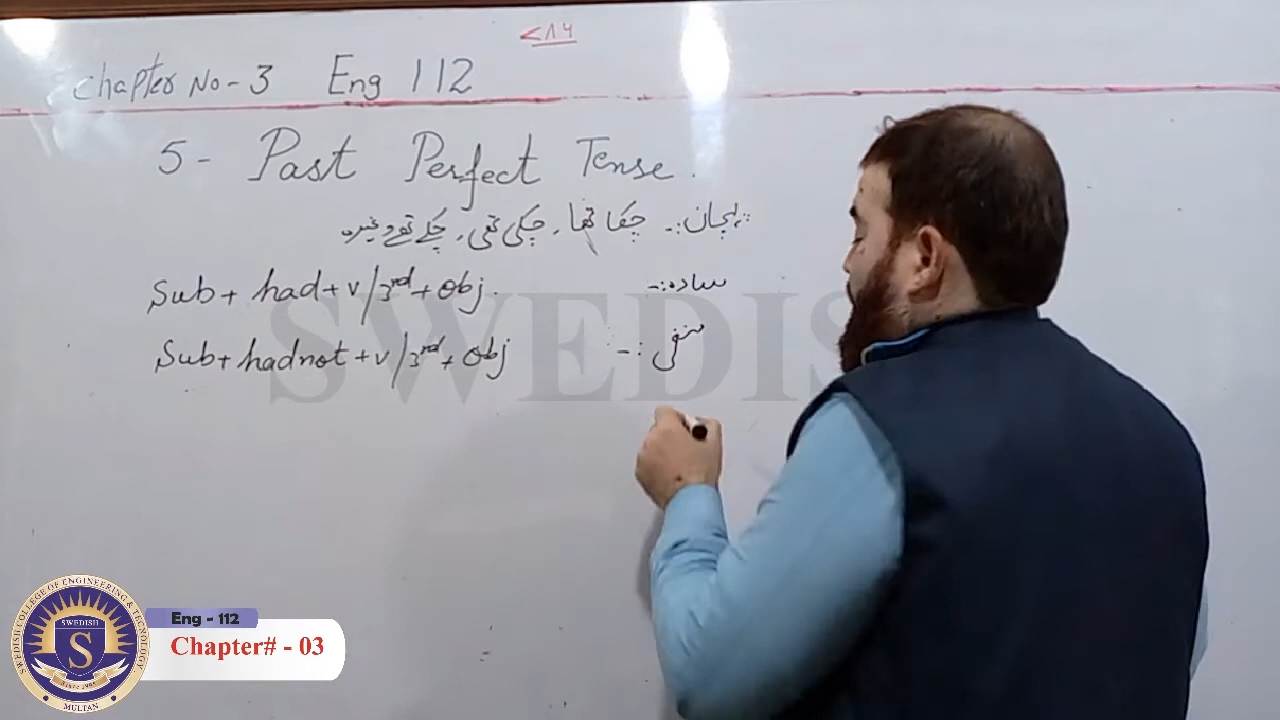 <14
Chapter No-3 Eng 112
5- Past Perfect Tense.
پہچان:- چکا تھا، چکی تھی، چکے تھے وغیرہ
سادہ:- Sub + had + v/3rd + Obj.
منفی:- Sub + hadnot + v/3rd + Obj
SWEDISH
SWEDISH COLLEGE OF ENGINEERING & TECHNOLOGY
SWEDISH
S
MULTAN
Eng - 112
Chapter# - 03